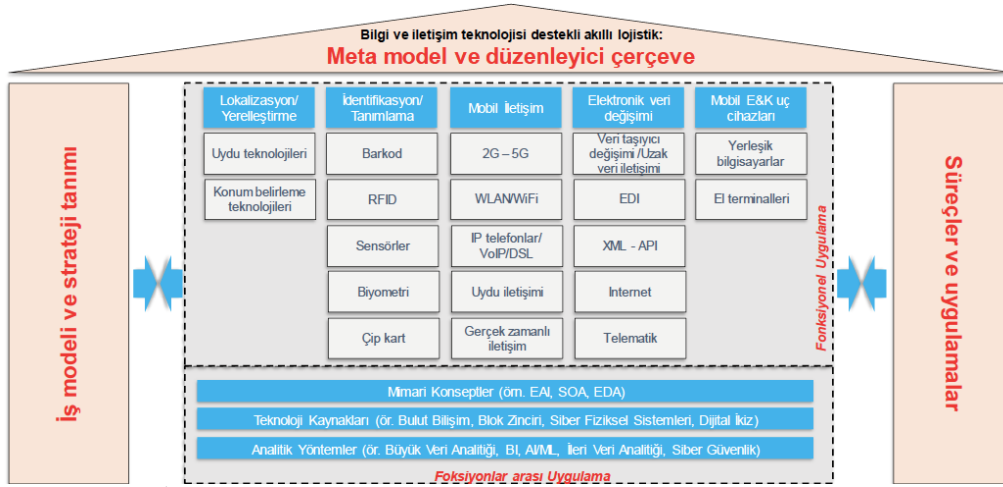 Bilgi ve iletişim teknolojisi destekli akıllı lojistik:
Meta model ve düzenleyici çerçeve
İş modeli ve strateji tanımı
Lokalizasyon/
Yerelleştirme
Uydu teknolojileri
Konum belirleme
teknolojileri
İdentifikasyon/
Tanımlama
Barkod
RFID
Sensörler
Biyometri
Çip kart
Mobil İletişim
2G – 5G
WLAN/WiFi
IP telefonlar/
VoIP/DSL
Uydu iletişimi
Gerçek zamanlı
iletişim
Elektronik veri
değişimi
Veri taşıyıcı
değişimi /Uzak
veri iletişimi
EDI
XML - API
Internet
Telematik
Mobil E&K uç
cihazları
Yerleşik
bilgisayarlar
El terminalleri
Fonksiyonel Uygulama
Mimari Konseptler (örn. EAI, SOA, EDA)
Teknoloji Kaynakları (ör. Bulut Bilişim, Blok Zinciri, Siber Fiziksel Sistemleri, Dijital İkiz)
Analitik Yöntemler (ör. Büyük Veri Analitiği, BI, AI/ML, İleri Veri Analitiği, Siber Güvenlik)
Foksiyonlar arası Uygulama
Süreçler ve uygulamalar